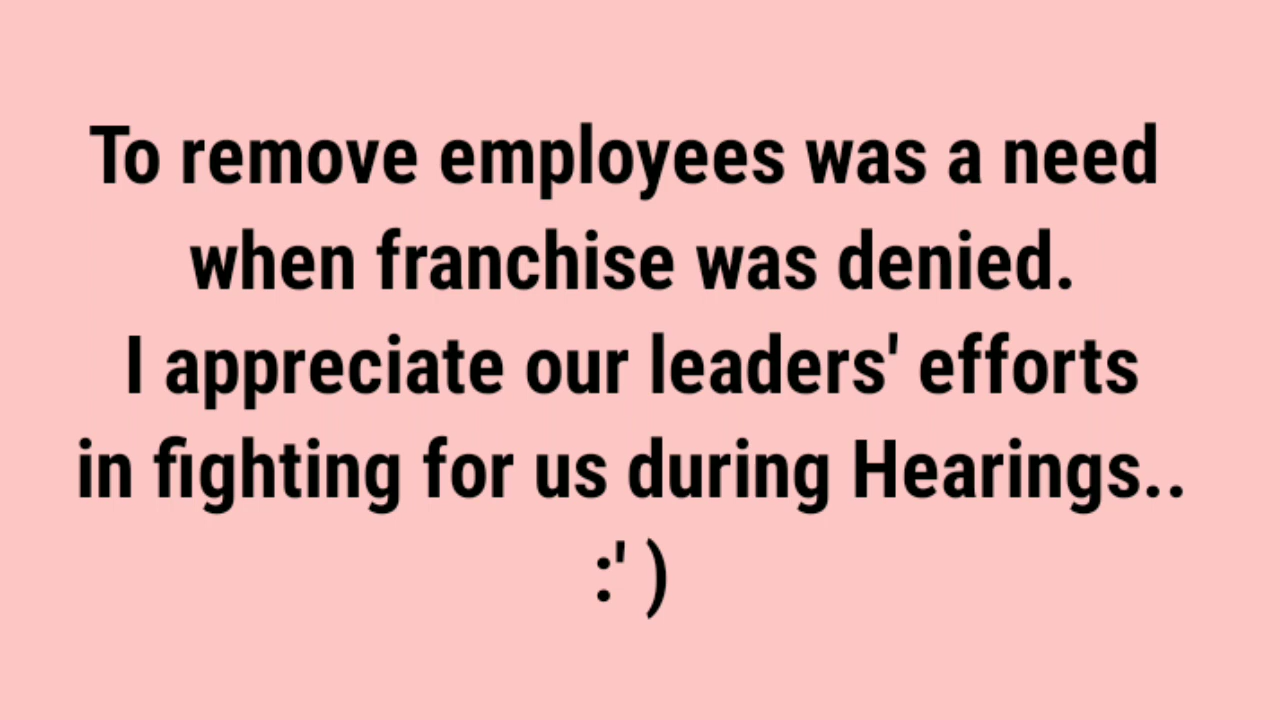 To remove employees was a need
when franchise was denied.
I appreciate our leaders' efforts
in fighting for us during Hearings..
:' )